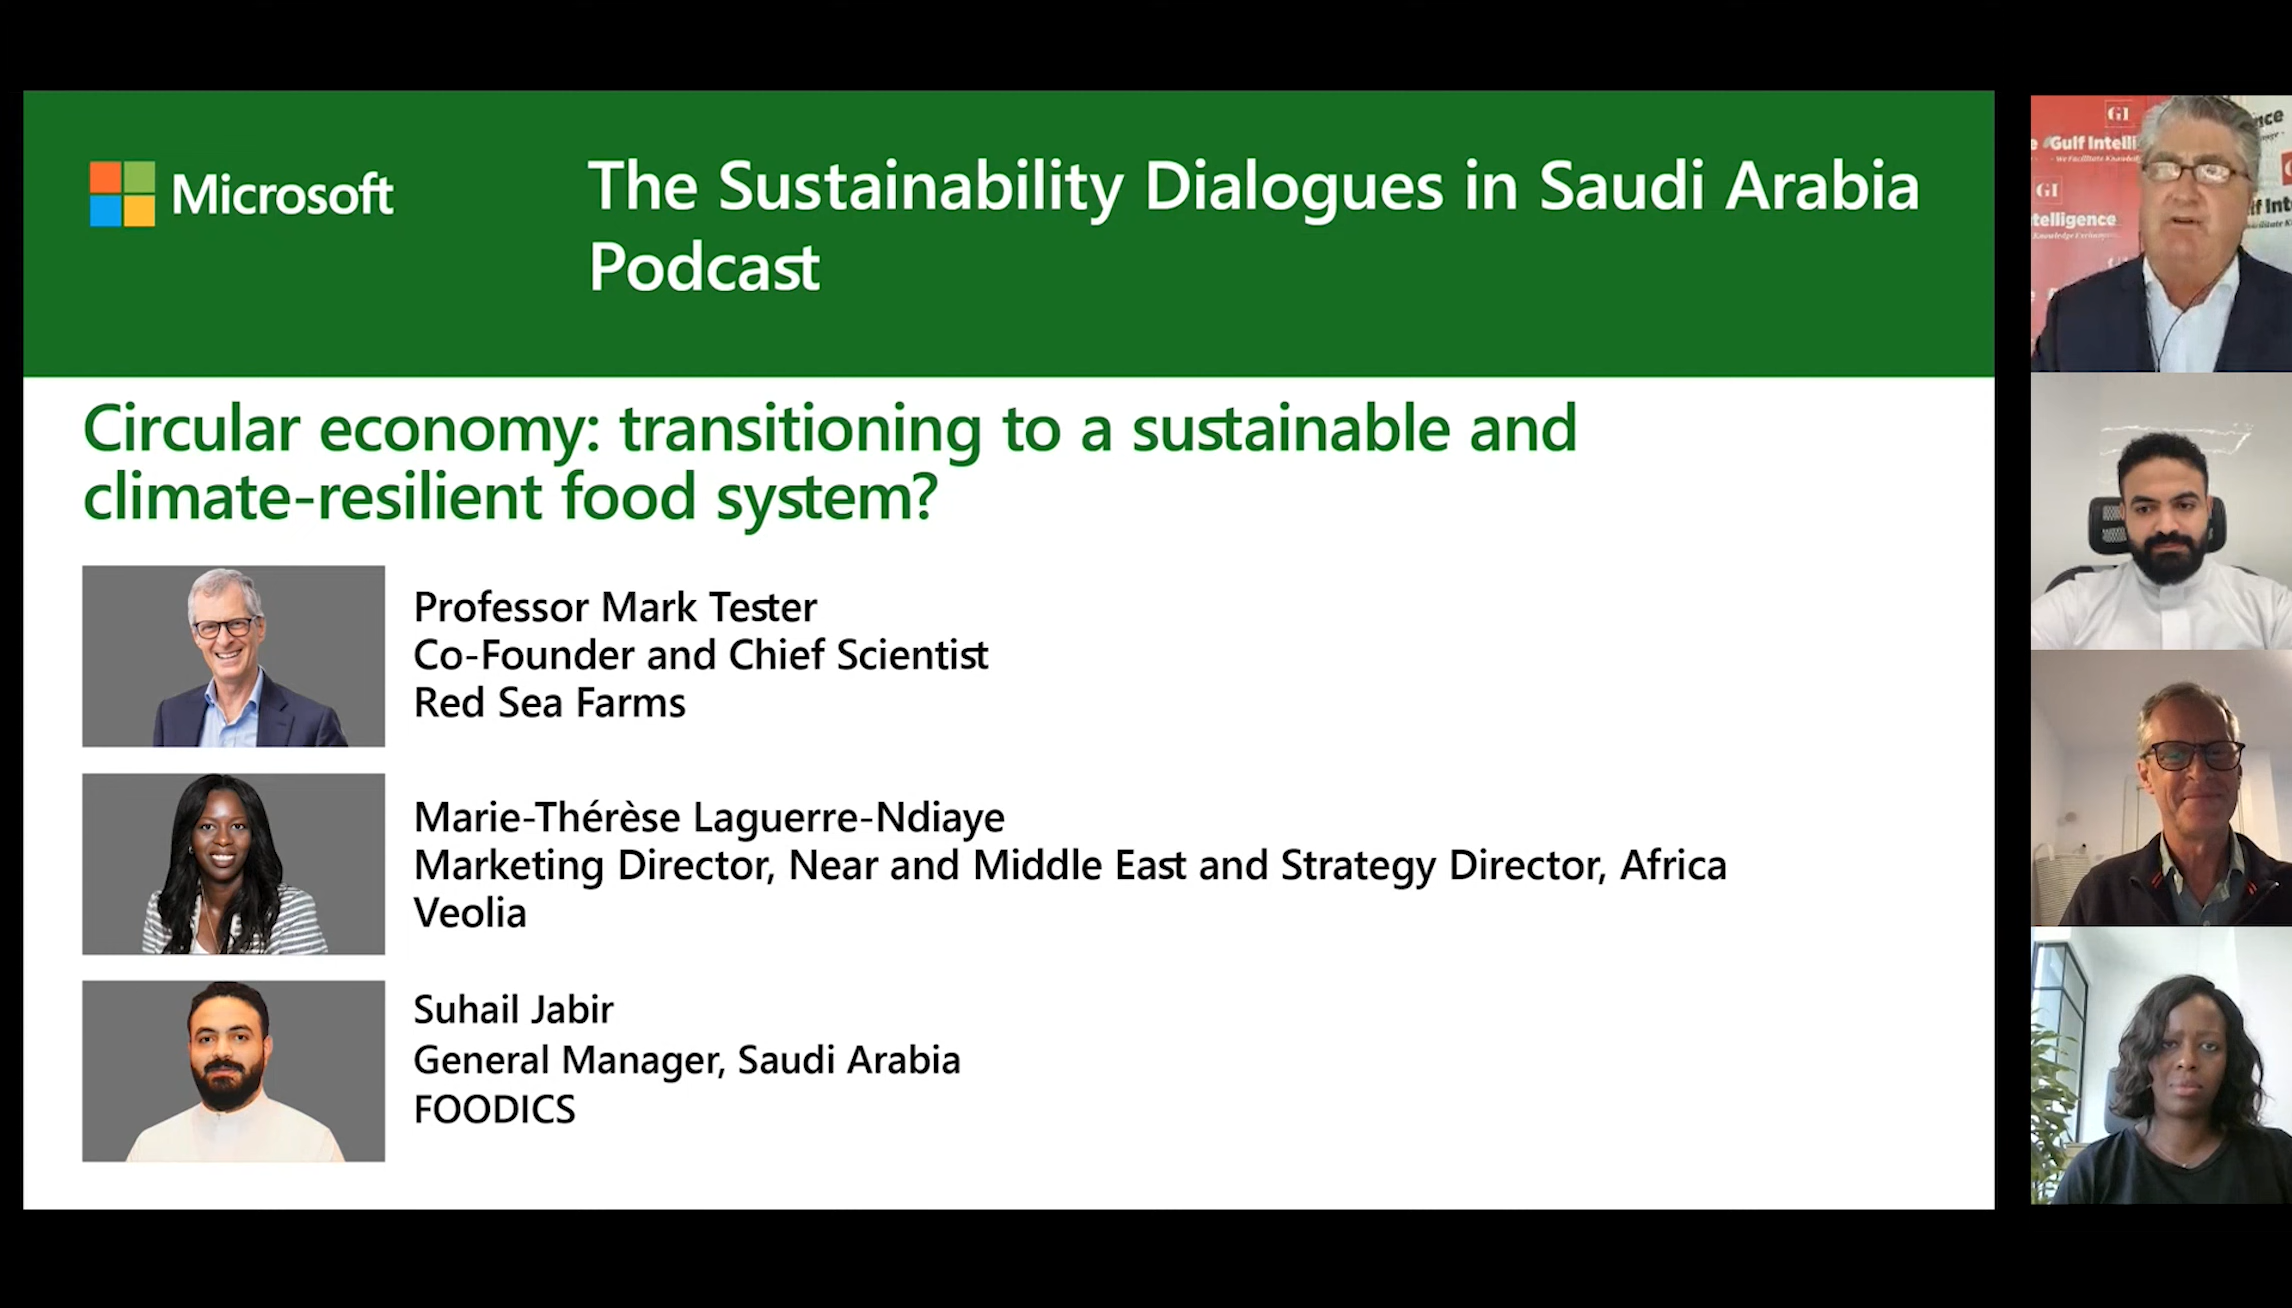 Microsoft
The Sustainability Dialogues in Saudi Arabia
Podcast
Circular economy: transitioning to a sustainable and
climate-resilient food system?
Professor Mark Tester
Co-Founder and Chief Scientist
Red Sea Farms
Marie-Thérèse Laguerre-Ndiaye
Marketing Director, Near and Middle East and Strategy Director, Africa
Veolia
Suhail Jabir
General Manager, Saudi Arabia
FOODICS
GI
Gulf Intelli
GI
telligence